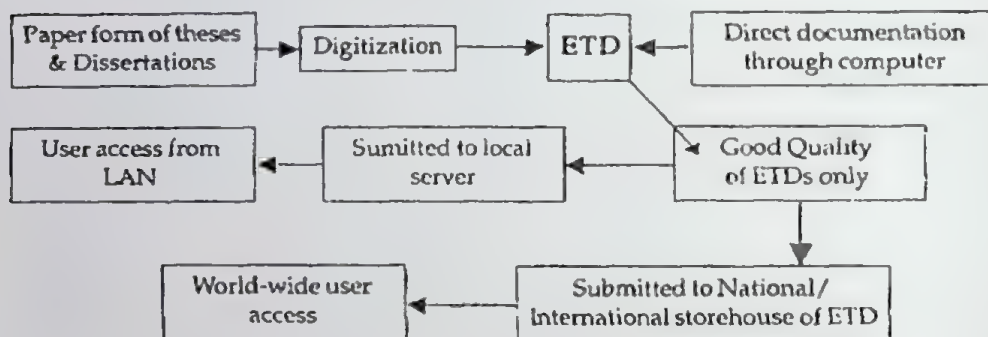 Paper form of theses
& Dissertations
Digitization
ETD
Direct documentation
through computer
User access from
LAN
Sumitted to local
server
Good Quality
of ETDs only
World-wide user
access
Submitted to National/
International storehouse of ETD